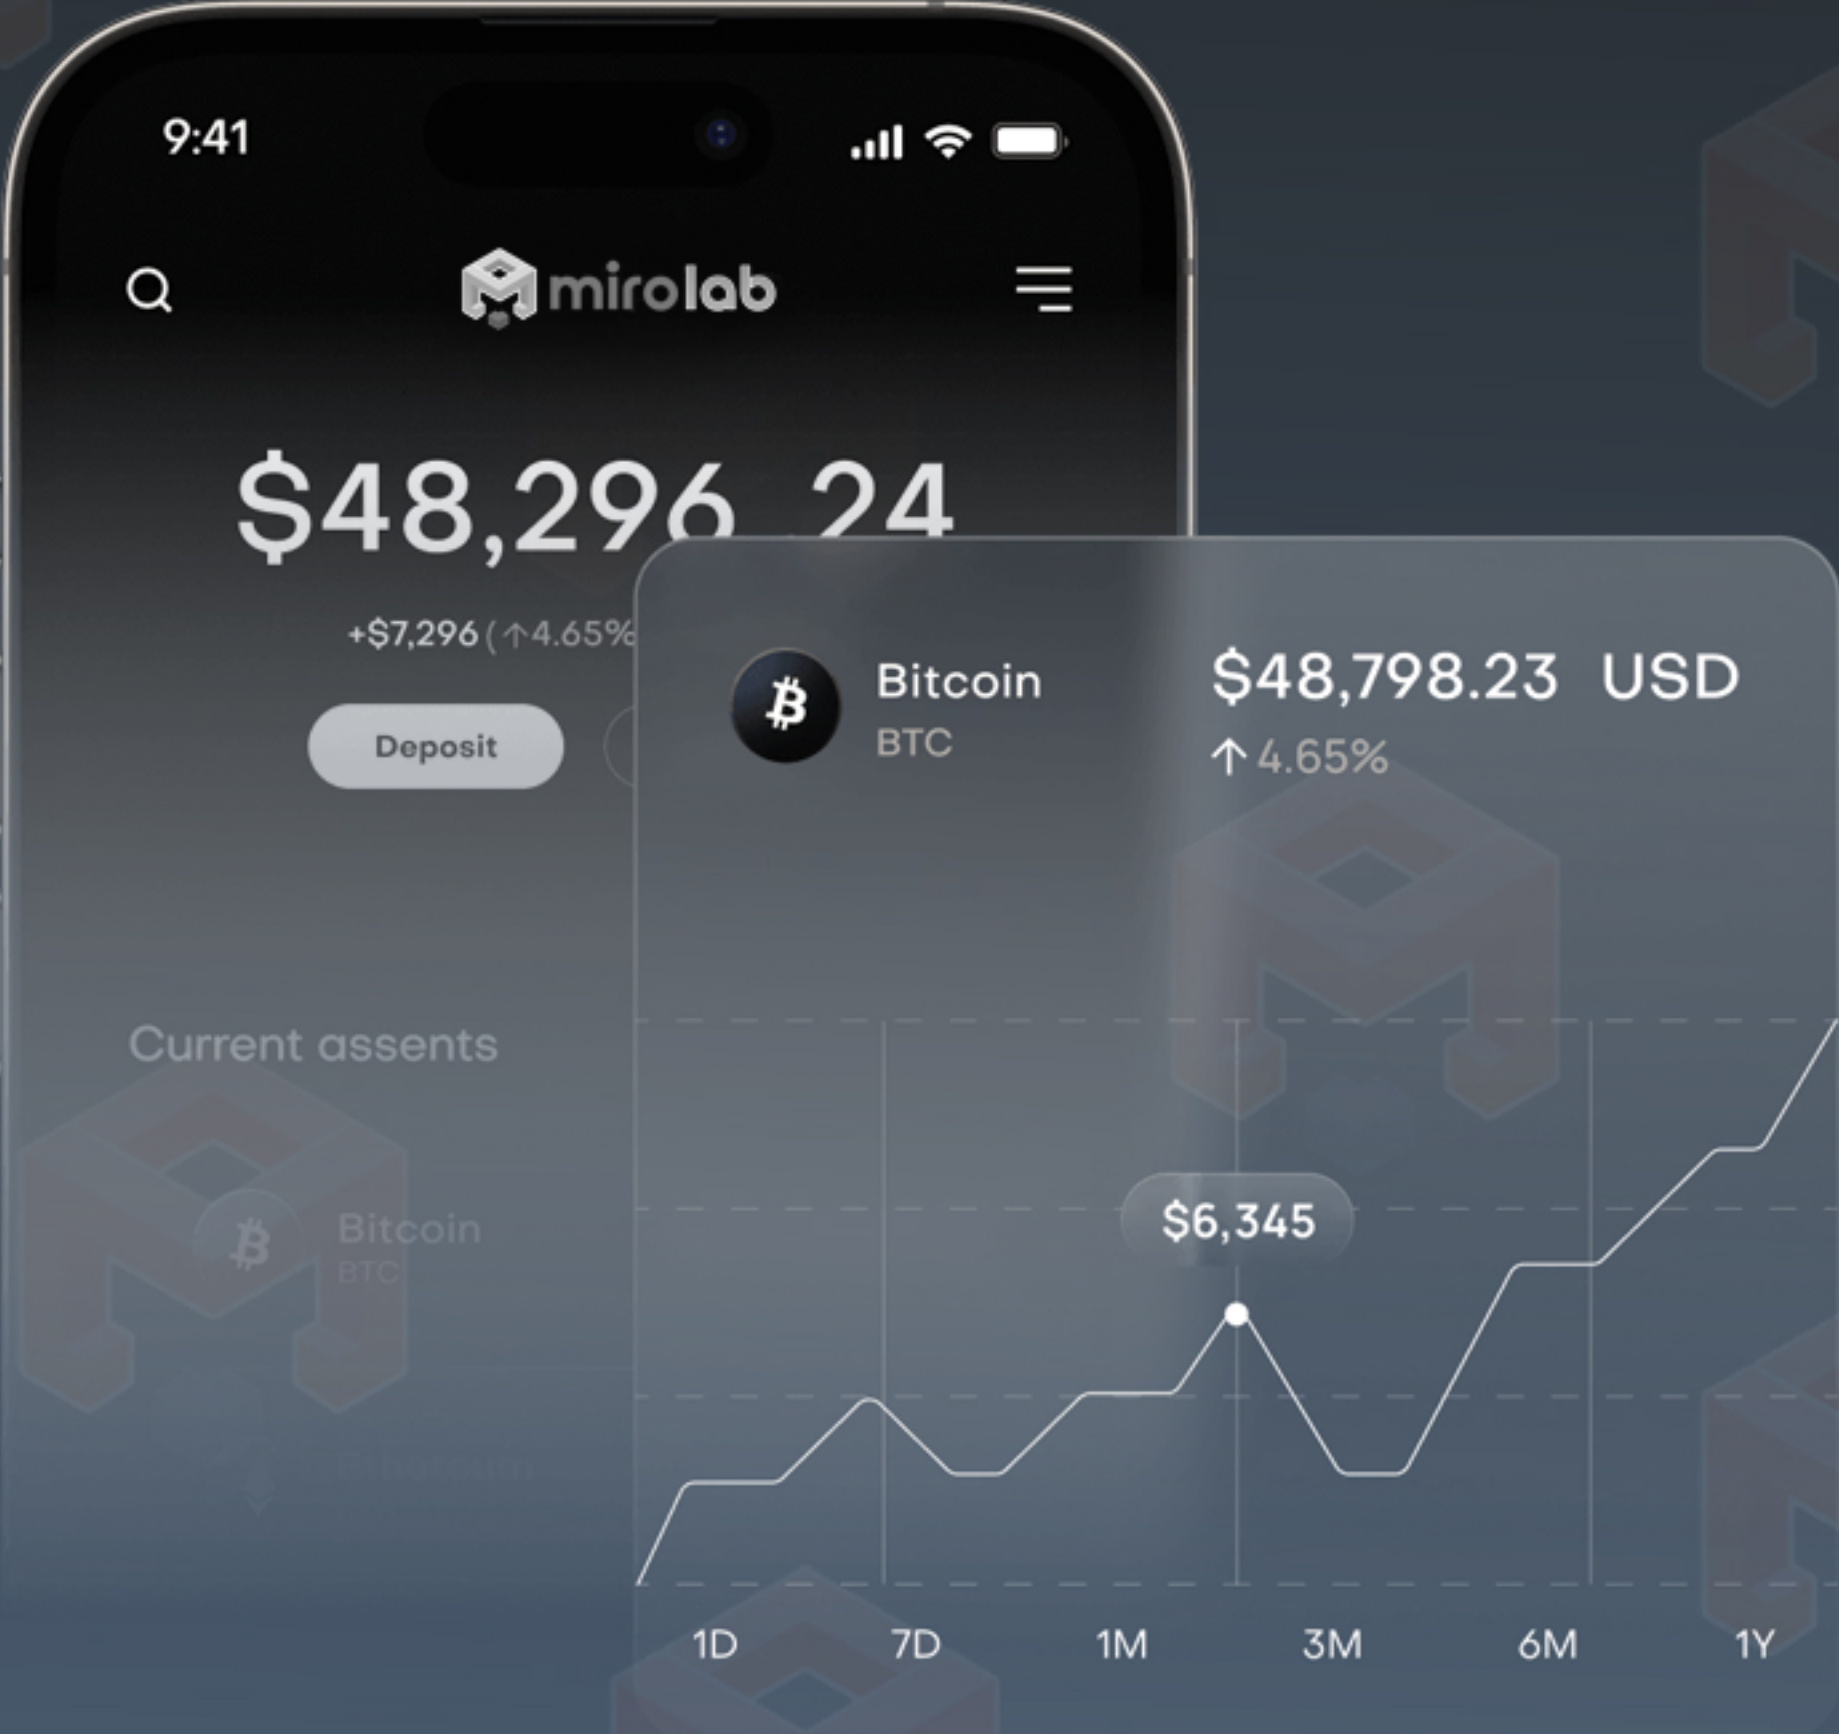 9:41
mirolab
$48,296.24
+$7,296 (↑4.65%
Deposit
Bitcoin
BTC
$48,798.23 USD
↑4.65%
Current assents
Bitcoin
BTC
Ethereum
$6,345
1D 7D 1M 3M 6M 1Y